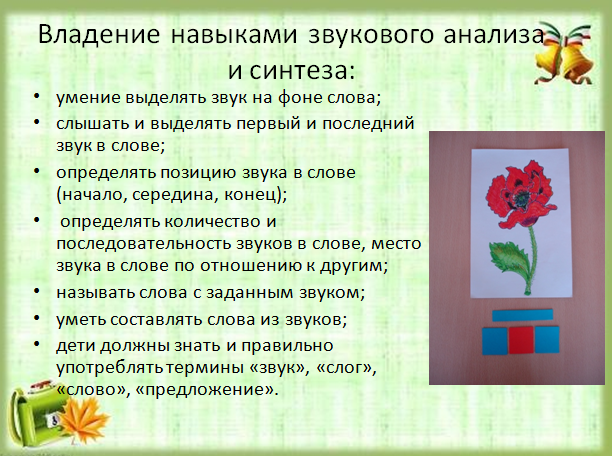 Владение навыками звукового анализа
и синтеза:
• умение выделять звук на фоне слова;
• слышать и выделять первый и последний
звук в слове;
• определять позицию звука в слове
(начало, середина, конец);
• определять количество и
последовательность звуков в слове, место
звука в слове по отношению к другим;
• называть слова с заданным звуком;
• уметь составлять слова из звуков;
• дети должны знать и правильно
употреблять термины «звук», «слог»,
«слово», «предложение».